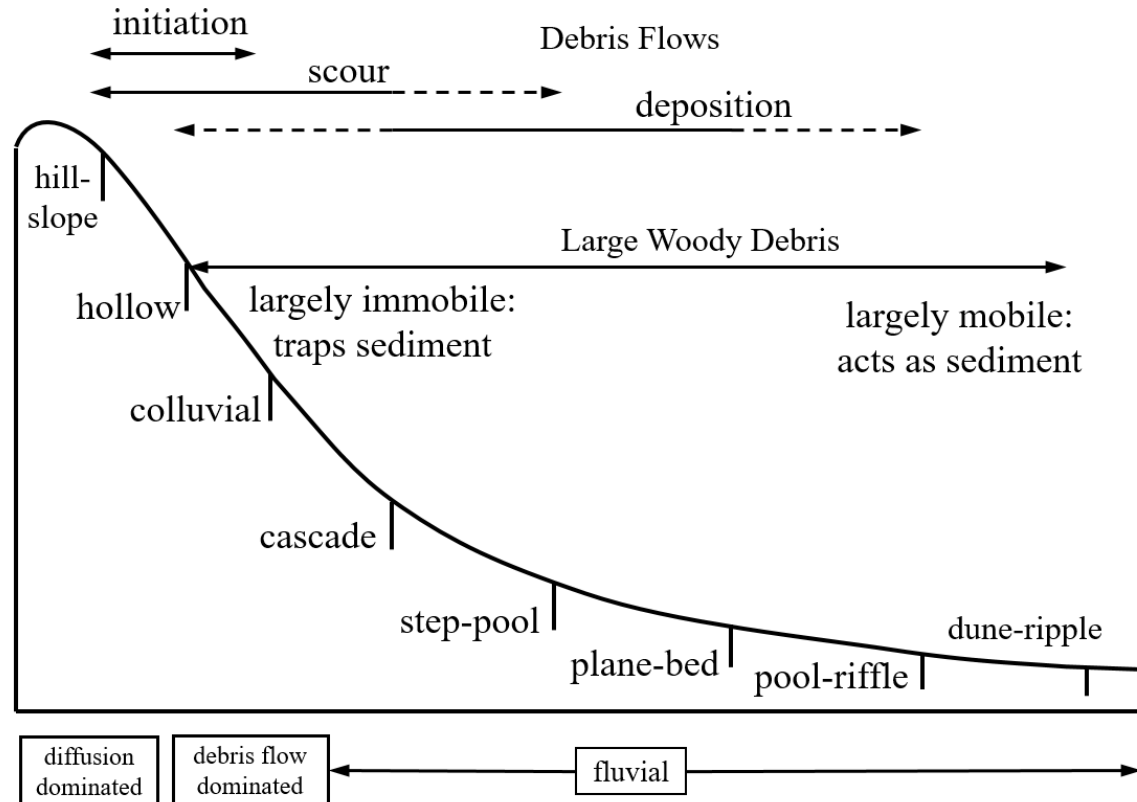 initiation
Debris Flows
scour
deposition
hill-
slope
Large Woody Debris
hollow
largely immobile:
traps sediment
largely mobile:
acts as sediment
colluvial
cascade
step-pool
plane-bed
dune-ripple
pool-riffle
diffusion
dominated
debris flow
dominated
fluvial